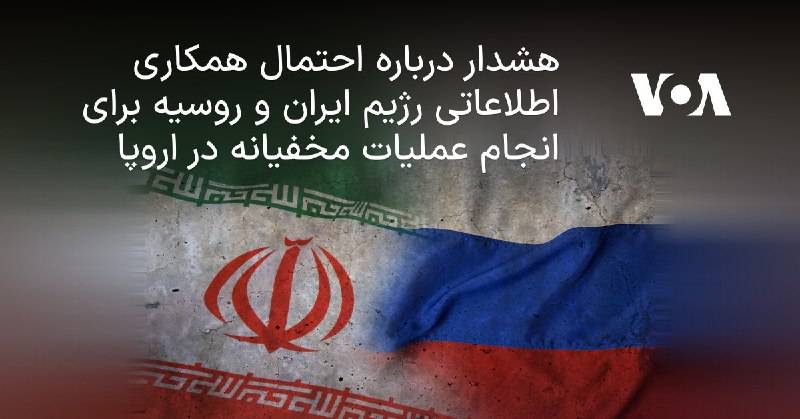 هشدار درباره احتمال همکاری
اطلاعاتی رژیم ایران و روسیه برای
انجام عملیات مخفیانه در اروپا
VOA